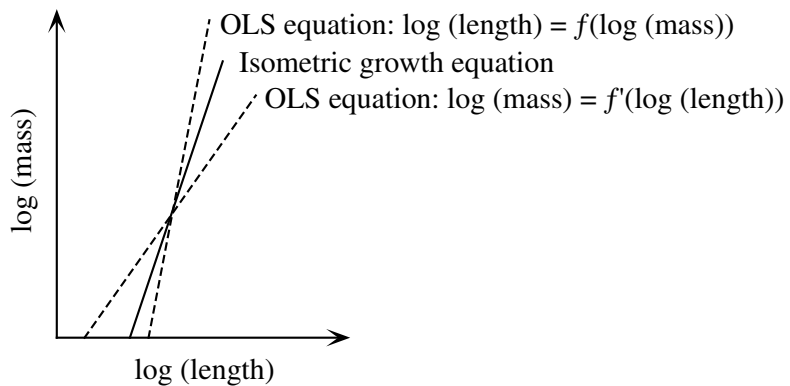 OLS equation: log (length) = f(log (mass))
Isometric growth equation
OLS equation: log (mass) = f'(log (length))
log (mass)
log (length)